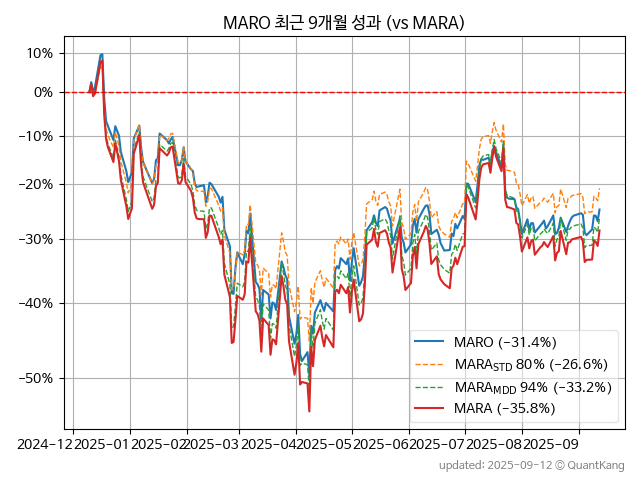 MARO 최근 9개월 성과 (vs MARA)
10%
0%
−10%
−20%
−30%
−40%
−50%
MARO (−31.4%)
MARA_STD 80% (−26.6%)
MARA_MDD 94% (−33.2%)
MARA (−35.8%)
2024−12 2025−01 2025−02 2025−03 2025−04 2025−05 2025−06 2025−07 2025−08 2025−09
updated: 2025-09-12 © QuantKang